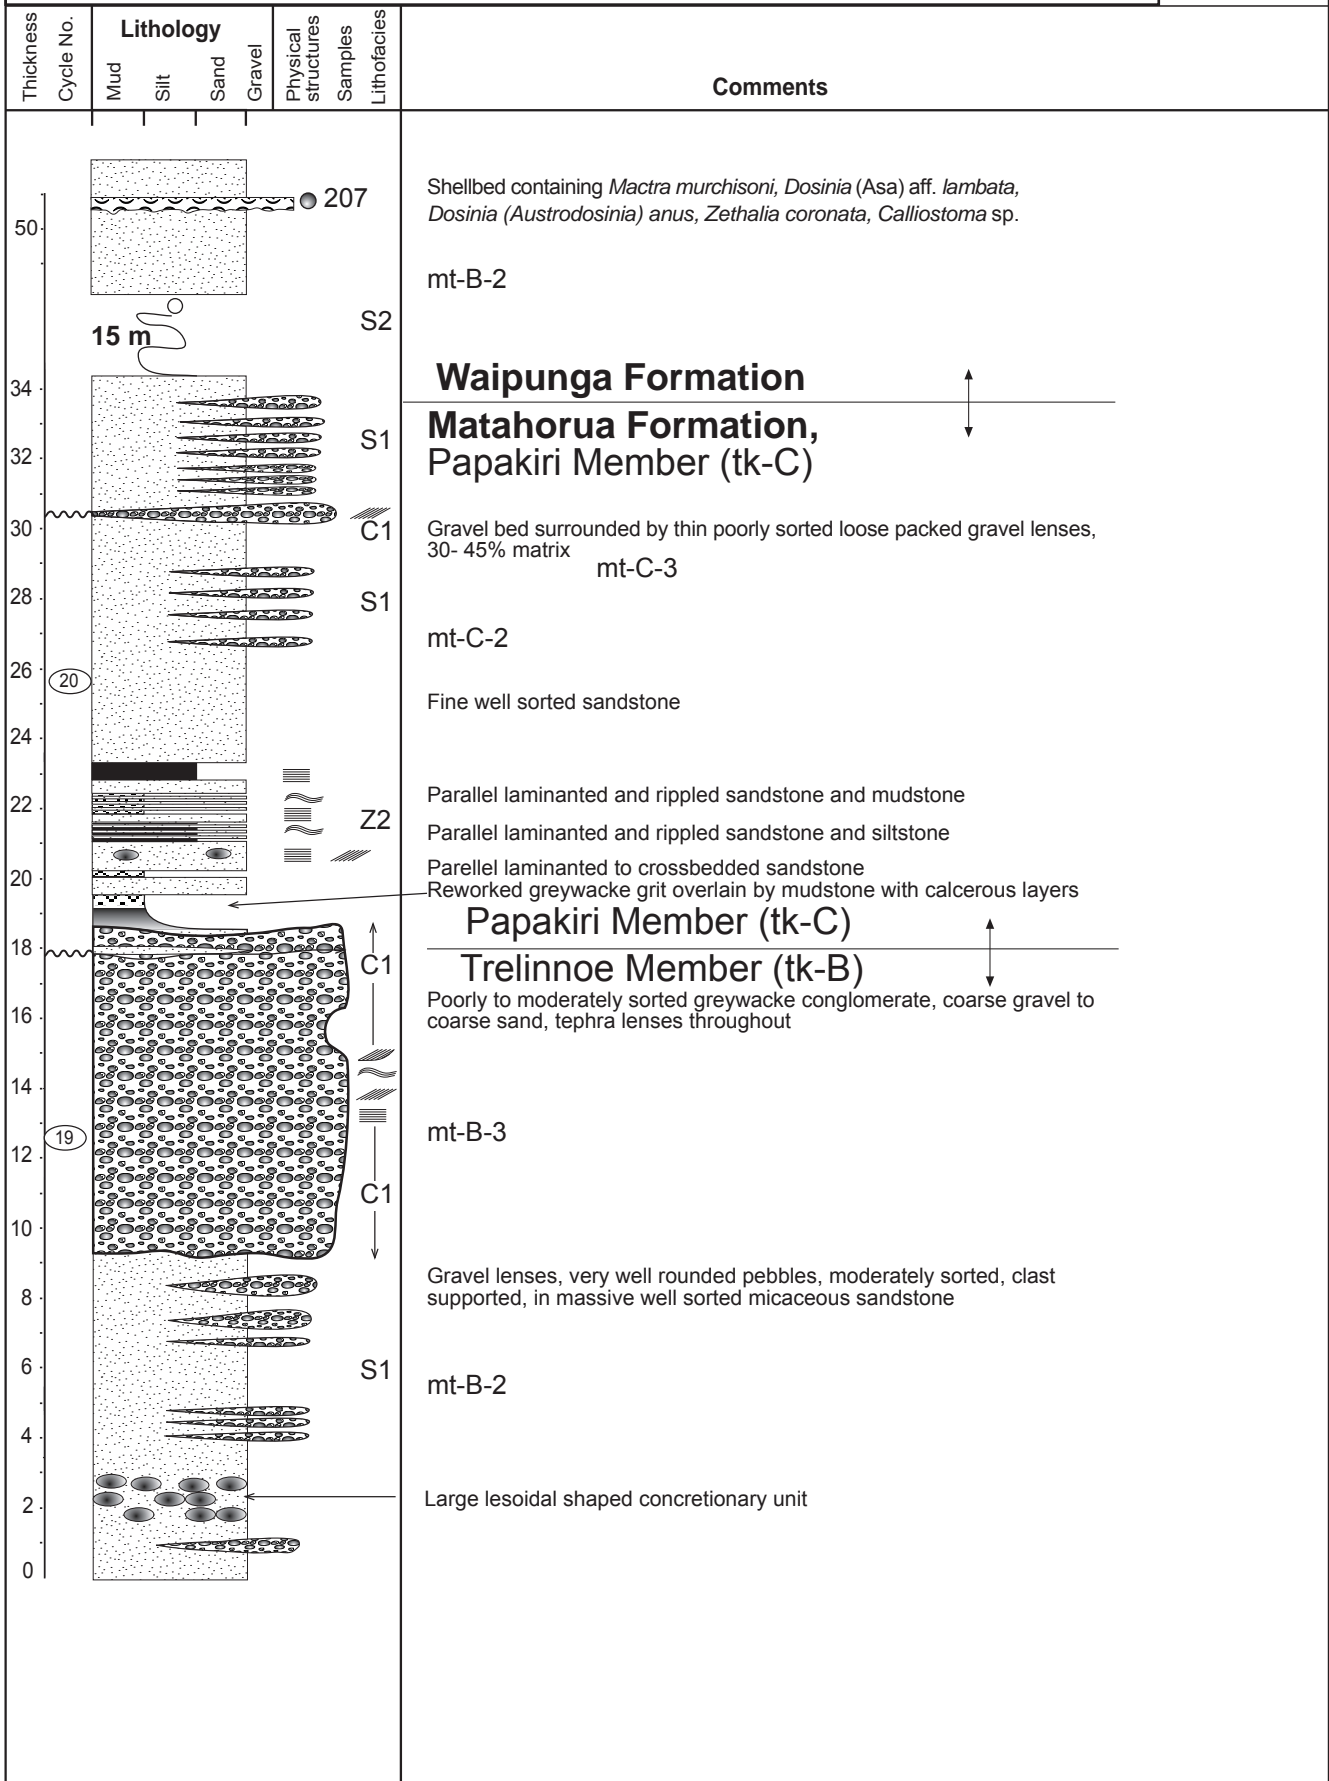 Thickness
Cycle No.
Lithology
Mud
Silt
Sand
Gravel
Physical
structures
Samples
Lithofacies
Comments
207
Shellbed containing Mactra murchisoni, Dosinia (Asa) aff. lambata,
Dosinia (Austrodosinia) anus, Zethalia coronata, Calliostoma sp.
50
mt-B-2
S2
15 m
Waipunga Formation
34
Matahorua Formation,
S1
32
Papakiri Member (tk-C)
30
C1
Gravel bed surrounded by thin poorly sorted loose packed gravel lenses,
30- 45% matrix
mt-C-3
28
S1
mt-C-2
26
20
Fine well sorted sandstone
24
Parallel laminanted and rippled sandstone and mudstone
22
Z2
Parallel laminanted and rippled sandstone and siltstone
Parellel laminanted to crossbedded sandstone
20
Reworked greywacke grit overlain by mudstone with calcerous layers
Papakiri Member (tk-C)
18
C1
Trelinnoe Member (tk-B)
Poorly to moderately sorted greywacke conglomerate, coarse gravel to
coarse sand, tephra lenses throughout
16
14
19
mt-B-3
12
C1
10
Gravel lenses, very well rounded pebbles, moderately sorted, clast
supported, in massive well sorted micaceous sandstone
8
6
S1
mt-B-2
4
2
Large lesoidal shaped concretionary unit
0